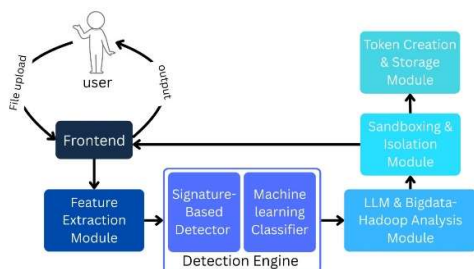 File upload
user
output
Frontend
Feature
Extraction
Module
Signature-
Based
Detector
Machine
learning
Classifier
Detection Engine
LLM & Bigdata-
Hadoop Analysis
Module
Sandboxing &
Isolation
Module
Token Creation
& Storage
Module